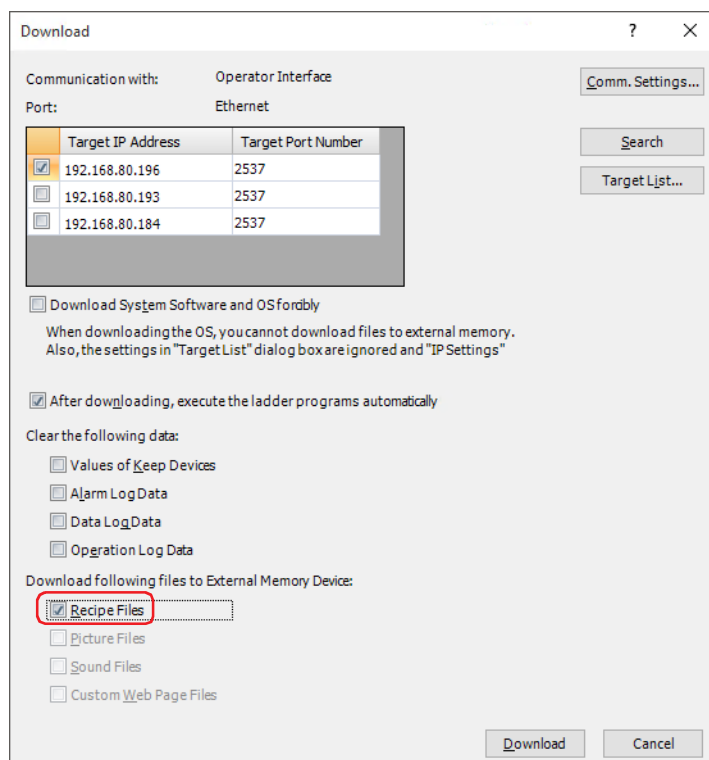 Download ? ×
Communication with: Operator Interface Comm. Settings...
Port: Ethernet
Target IP Address Target Port Number Search
192.168.80.196 2537 Target List...
192.168.80.193 2537
192.168.80.184 2537
Download System Software and OS forcibly
When downloading the OS, you cannot download files to external memory.
Also, the settings in "Target List" dialog box are ignored and "IP Settings"
After downloading, execute the ladder programs automatically
Clear the following data:
Values of Keep Devices
Alarm Log Data
Data Log Data
Operation Log Data
Download following files to External Memory Device:
Recipe Files
Picture Files
Sound Files
Custom Web Page Files
Download Cancel